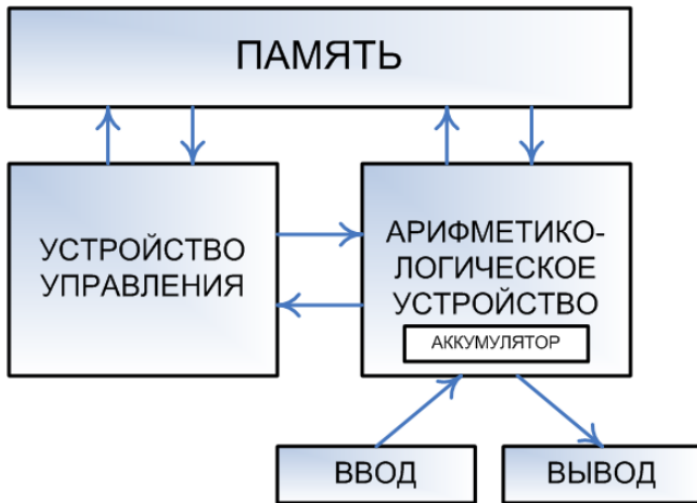 ПАМЯТЬ
УСТРОЙСТВО
УПРАВЛЕНИЯ
АРИФМЕТИКО-
ЛОГИЧЕСКОЕ
УСТРОЙСТВО
АККУМУЛЯТОР
ВВОД
ВЫВОД